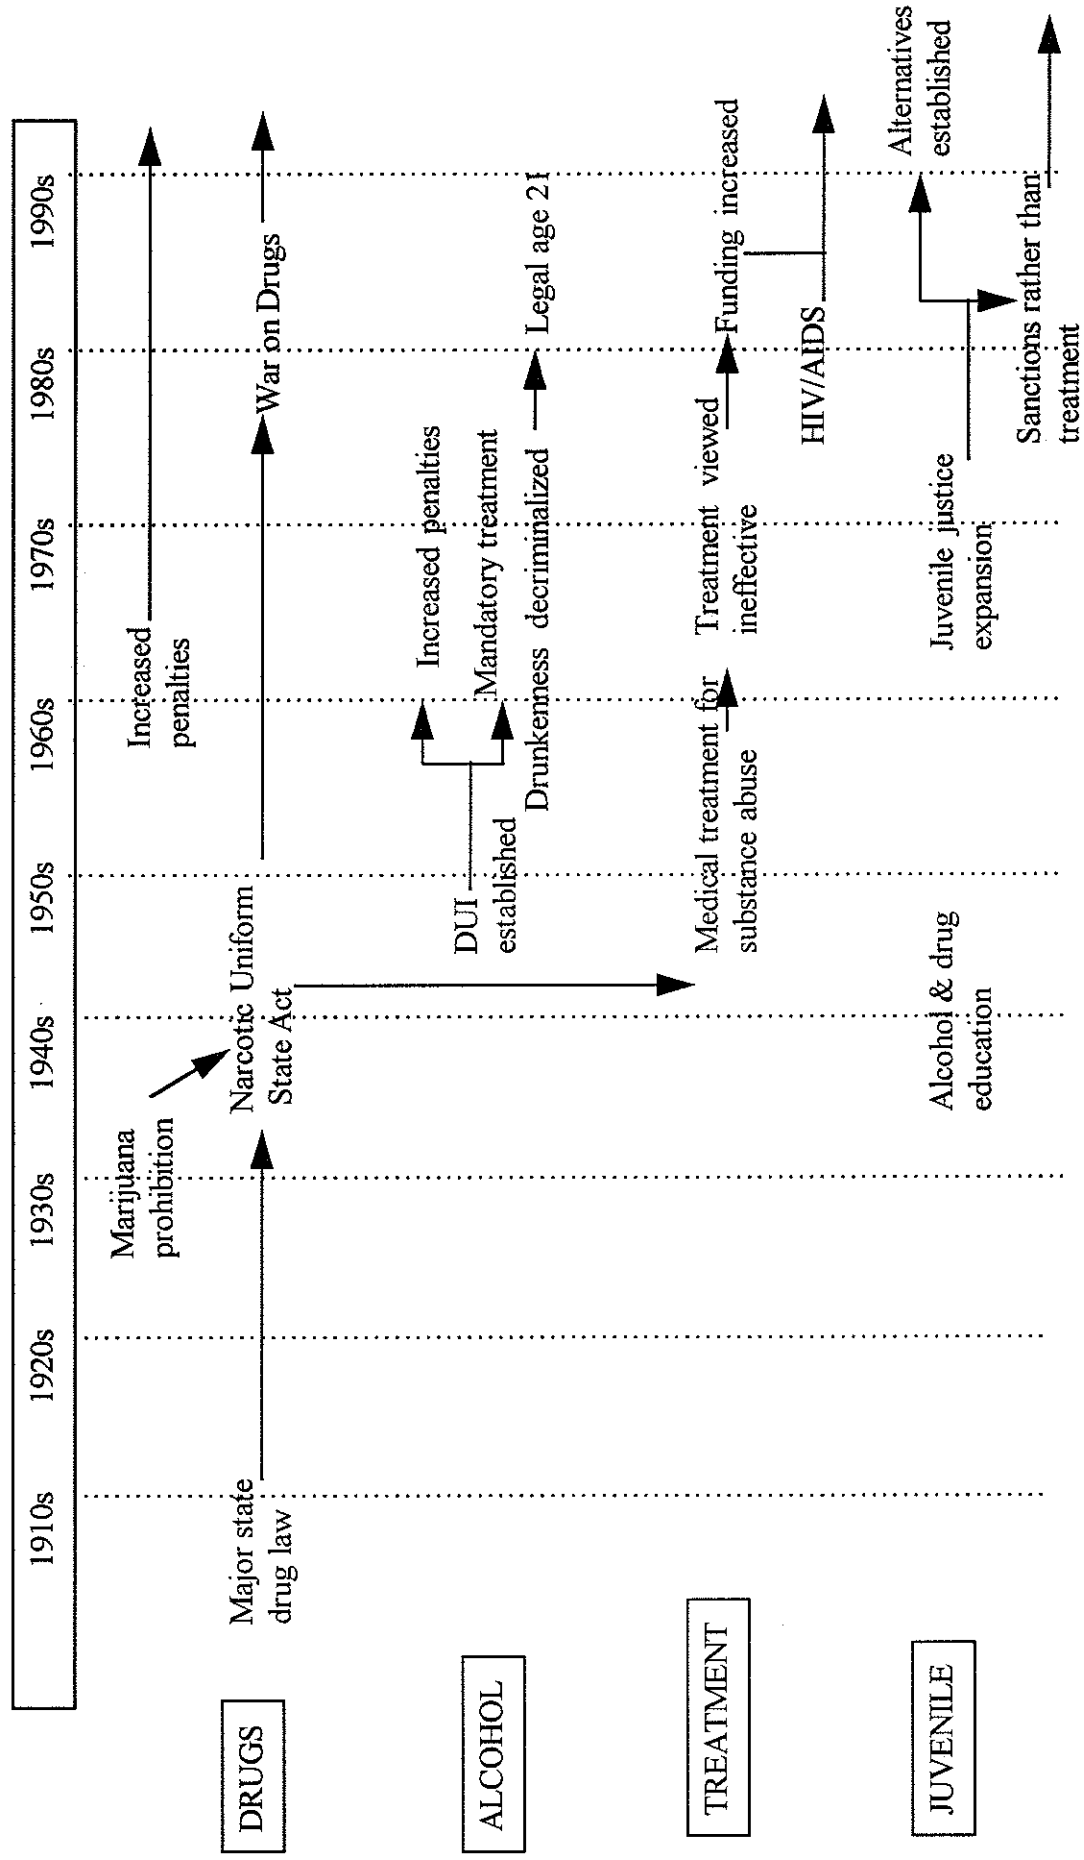 1910s
1920s
1930s
1940s
1950s
1960s
1970s
1980s
1990s
DRUGS
Marijuana
prohibition
Increased
penalties
Major state
drug law
Narcotic Uniform
State Act
War on Drugs
ALCOHOL
DUI
established
Increased penalties
Mandatory treatment
Drunkenness decriminalized
Legal age 21
TREATMENT
Medical treatment for
substance abuse
Treatment viewed
ineffective
Funding increased
HIV/AIDS
JUVENILE
Alcohol & drug
education
Juvenile justice
expansion
Alternatives
established
Sanctions rather than
treatment